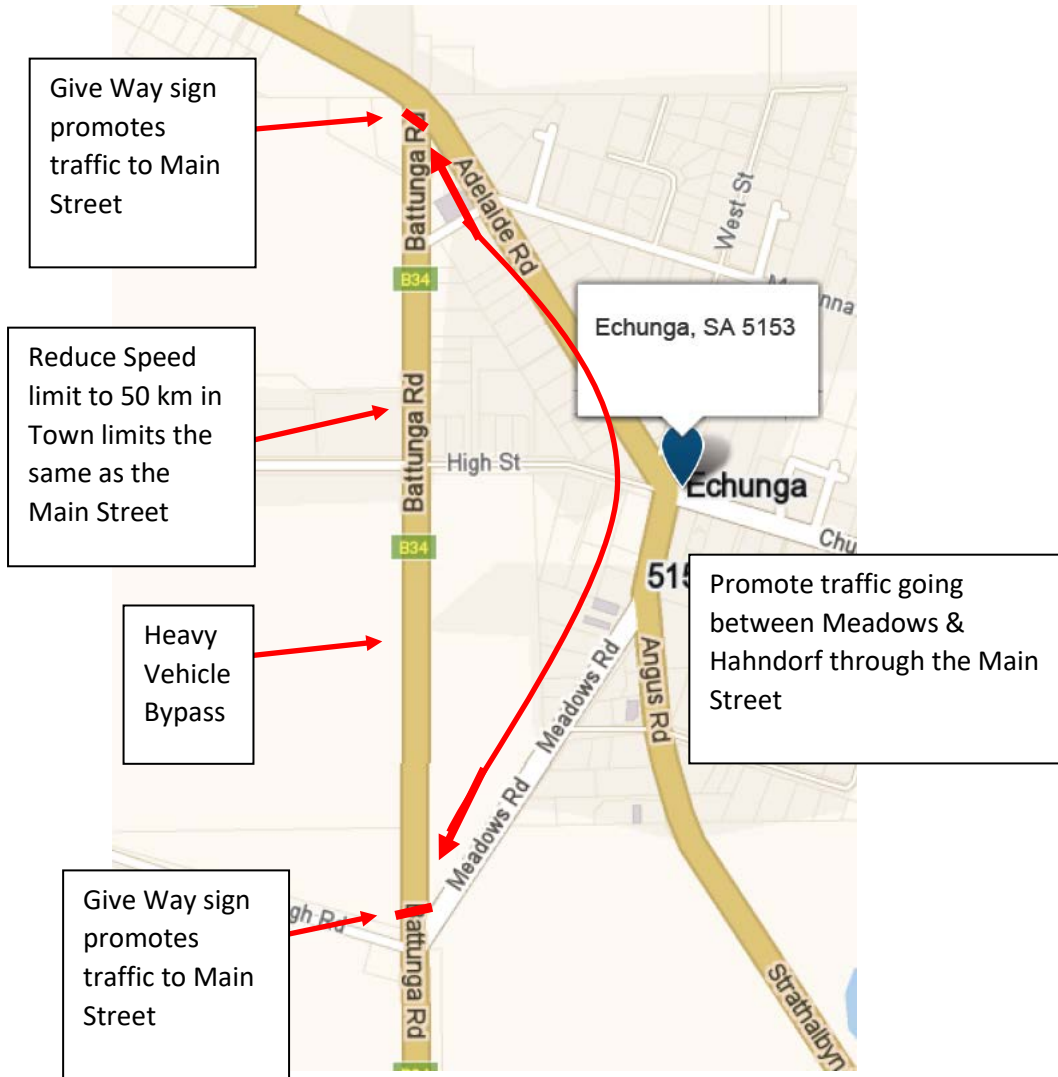 Give Way sign
promotes
traffic to Main
Street
Battunga Rd
Adelaide Rd
West St
B34
Echunga, SA 5153
Reduce Speed
limit to 50 km in
Town limits the
same as the
Main Street
Battunga Rd
High St
Echunga
B34
Promote traffic going
between Meadows &
Hahndorf through the Main
Street
Heavy
Vehicle
Bypass
Meadows Rd
Angus Rd
Meadows Rd
Give Way sign
promotes
traffic to Main
Street
Rd
Battunga Rd
Strathalbyn